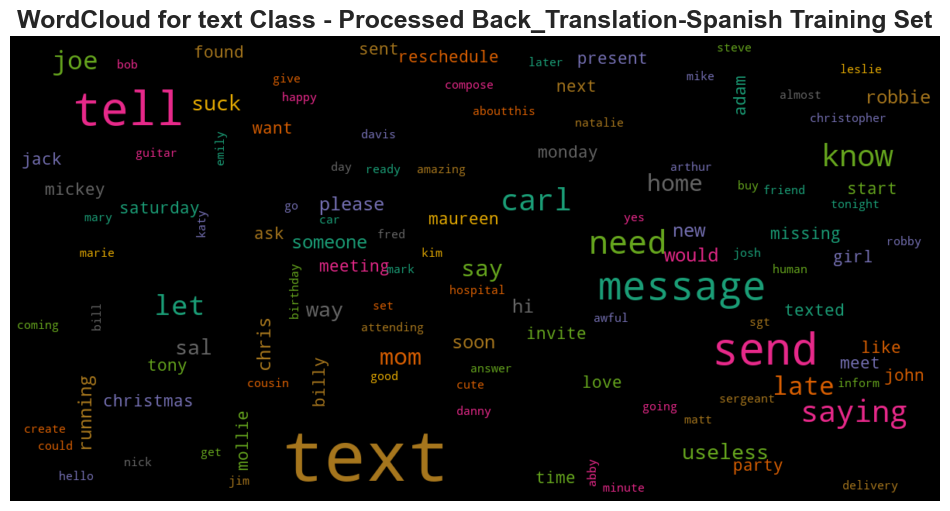 WordCloud for text Class - Processed Back_Translation-Spanish Training Set
steve
found
sent
reschedule
later
present
joe
bob
leslie
give
compose
next
mike
adam
almost
robbie
tell
suck
happy
aboutthis
christopher
want
davis
natalie
jack
guitar
emily
day
ready
amazing
monday
arthur
know
mickey
home
buy
friend
start
mary
saturday
katy
go
please
carl
tonight
car
maureen
yes
new
marie
ask
someone
fred
kim
need
would
josh
missing
girl
robby
meeting
mark
say
human
birthday
hospital
message
let
way
set
hi
awful
texted
coming
bill
attending
invite
sgt
sal
chris
mom
soon
send
like
tony
answer
meet
john
running
cousin
billy
good
cute
love
late
inform
christmas
danny
going
sergeant
saying
create
could
mollie
matt
text
useless
hello
nick
get
jim
time
abby
minute
party
delivery